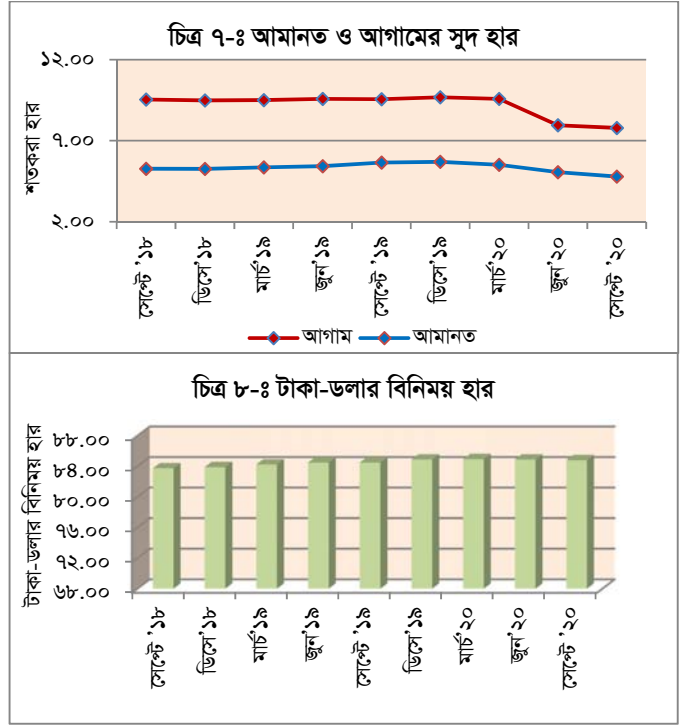 চিত্র ৭-ঃ আমানত ও আগামের সুদ হার
শতকরা হার
১২.০০
৭.০০
২.০০
সেপ্টে '১৮
ডিসে'১৮
মার্চ'১৯
জুন'১৯
সেপ্টে '১৯
ডিসে'১৯
মার্চ'২০
জুন'২০
সেপ্টে '২০
আগাম আমানত
চিত্র ৮-ঃ টাকা-ডলার বিনিময় হার
টাকা-ডলার বিনিময় হার
৮৮.০০
৮৪.০০
৮০.০০
৭৬.০০
৭২.০০
৬৮.০০
সেপ্টে '১৮
ডিসে'১৮
মার্চ'১৯
জুন'১৯
সেপ্টে '১৯
ডিসে'১৯
মার্চ'২০
জুন'২০
সেপ্টে '২০